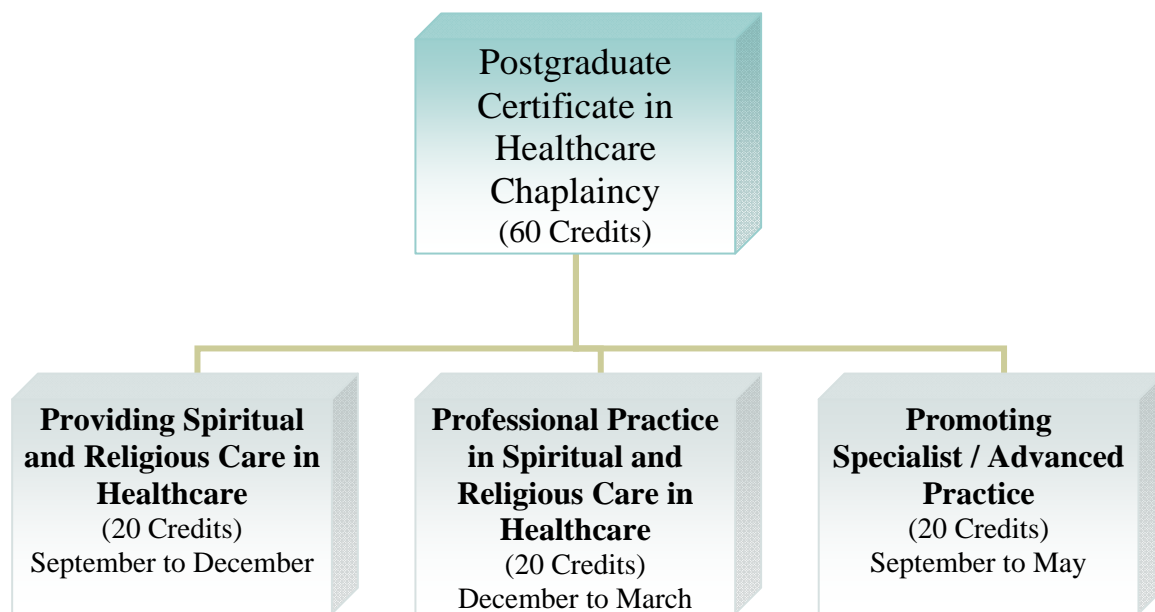 Postgraduate
Certificate in
Healthcare
Chaplaincy
(60 Credits)
Providing Spiritual
and Religious Care in
Healthcare
(20 Credits)
September to December
Professional Practice
in Spiritual and
Religious Care in
Healthcare
(20 Credits)
December to March
Promoting
Specialist / Advanced
Practice
(20 Credits)
September to May